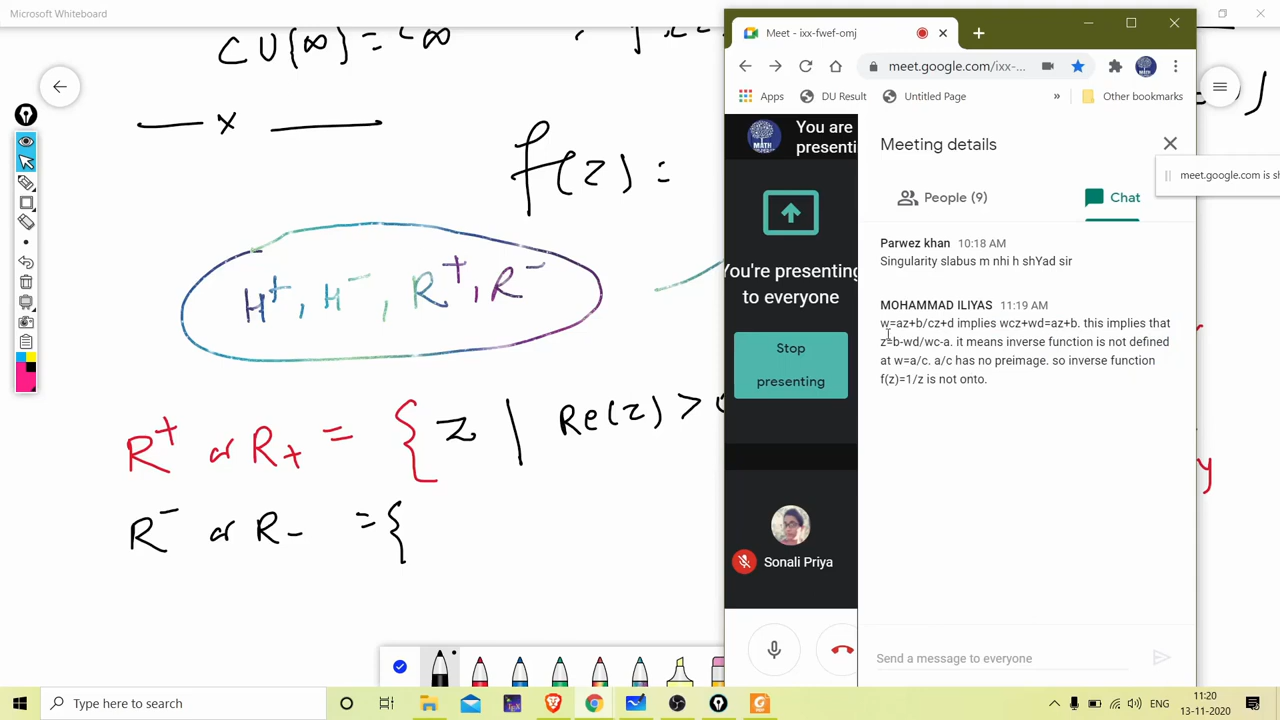 Microsoft Whiteboard
C U {∞} = C∞
x
f(z) =
H⁺, H⁻, R⁺, R⁻
R⁺ or R₊ = { z | Re(z) >
R⁻ or R₋ = {
y
Meet - ixx-fwef-omj
meet.google.com/ixx-...
Apps DU Result Untitled Page » Other bookmarks
You are
presenti
You're presenting
to everyone
Stop
presenting
Sonali Priya
Meeting details
meet.google.com is sh
People (9) Chat
Parwez khan 10:18 AM
Singularity slabus m nhi h shYad sir
MOHAMMAD ILIYAS 11:19 AM
w=az+b/cz+d implies wcz+wd=az+b. this implies that
z=b-wd/wc-a. it means inverse function is not defined
at w=a/c. a/c has no preimage. so inverse function
f(z)=1/z is not onto.
Send a message to everyone
Type here to search
ENG
11:20
13-11-2020